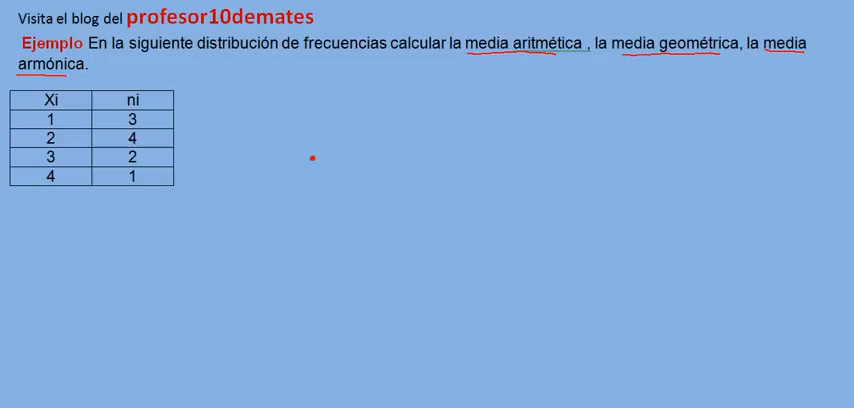 Visita el blog del profesor10demates
Ejemplo En la siguiente distribución de frecuencias calcular la media aritmética , la media geométrica, la media
armónica.
Xi ni
1 3
2 4
3 2
4 1